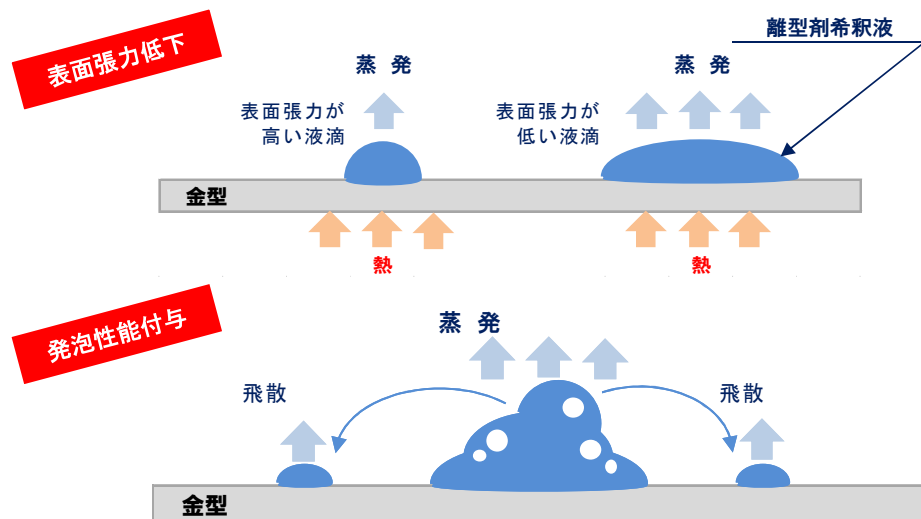 表面張力低下
離型剤希釈液
蒸 発
蒸 発
表面張力が
高い液滴
表面張力が
低い液滴
金型
熱
熱
発泡性能付与
蒸 発
飛散
飛散
金型